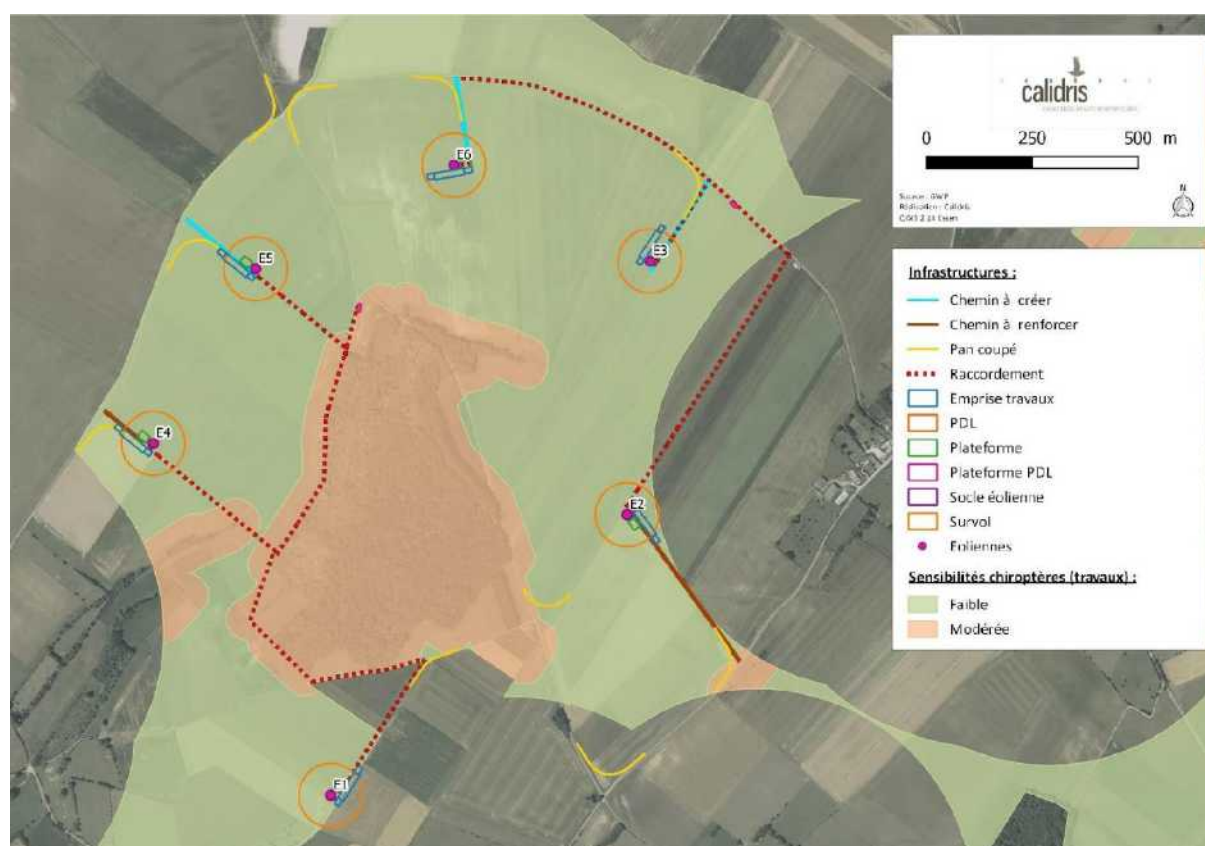 calidris
0 250 500 m
N
E6
E5
E3
E4
E2
E1
Infrastructures :
Chemin à créer
Chemin à renforcer
Pan coupé
Raccordement
Emprise travaux
PDL
Plateforme
Plateforme PDL
Socle éolienne
Survol
Eoliennes
Sensibilités chiroptères (travaux) :
Faible
Modérée